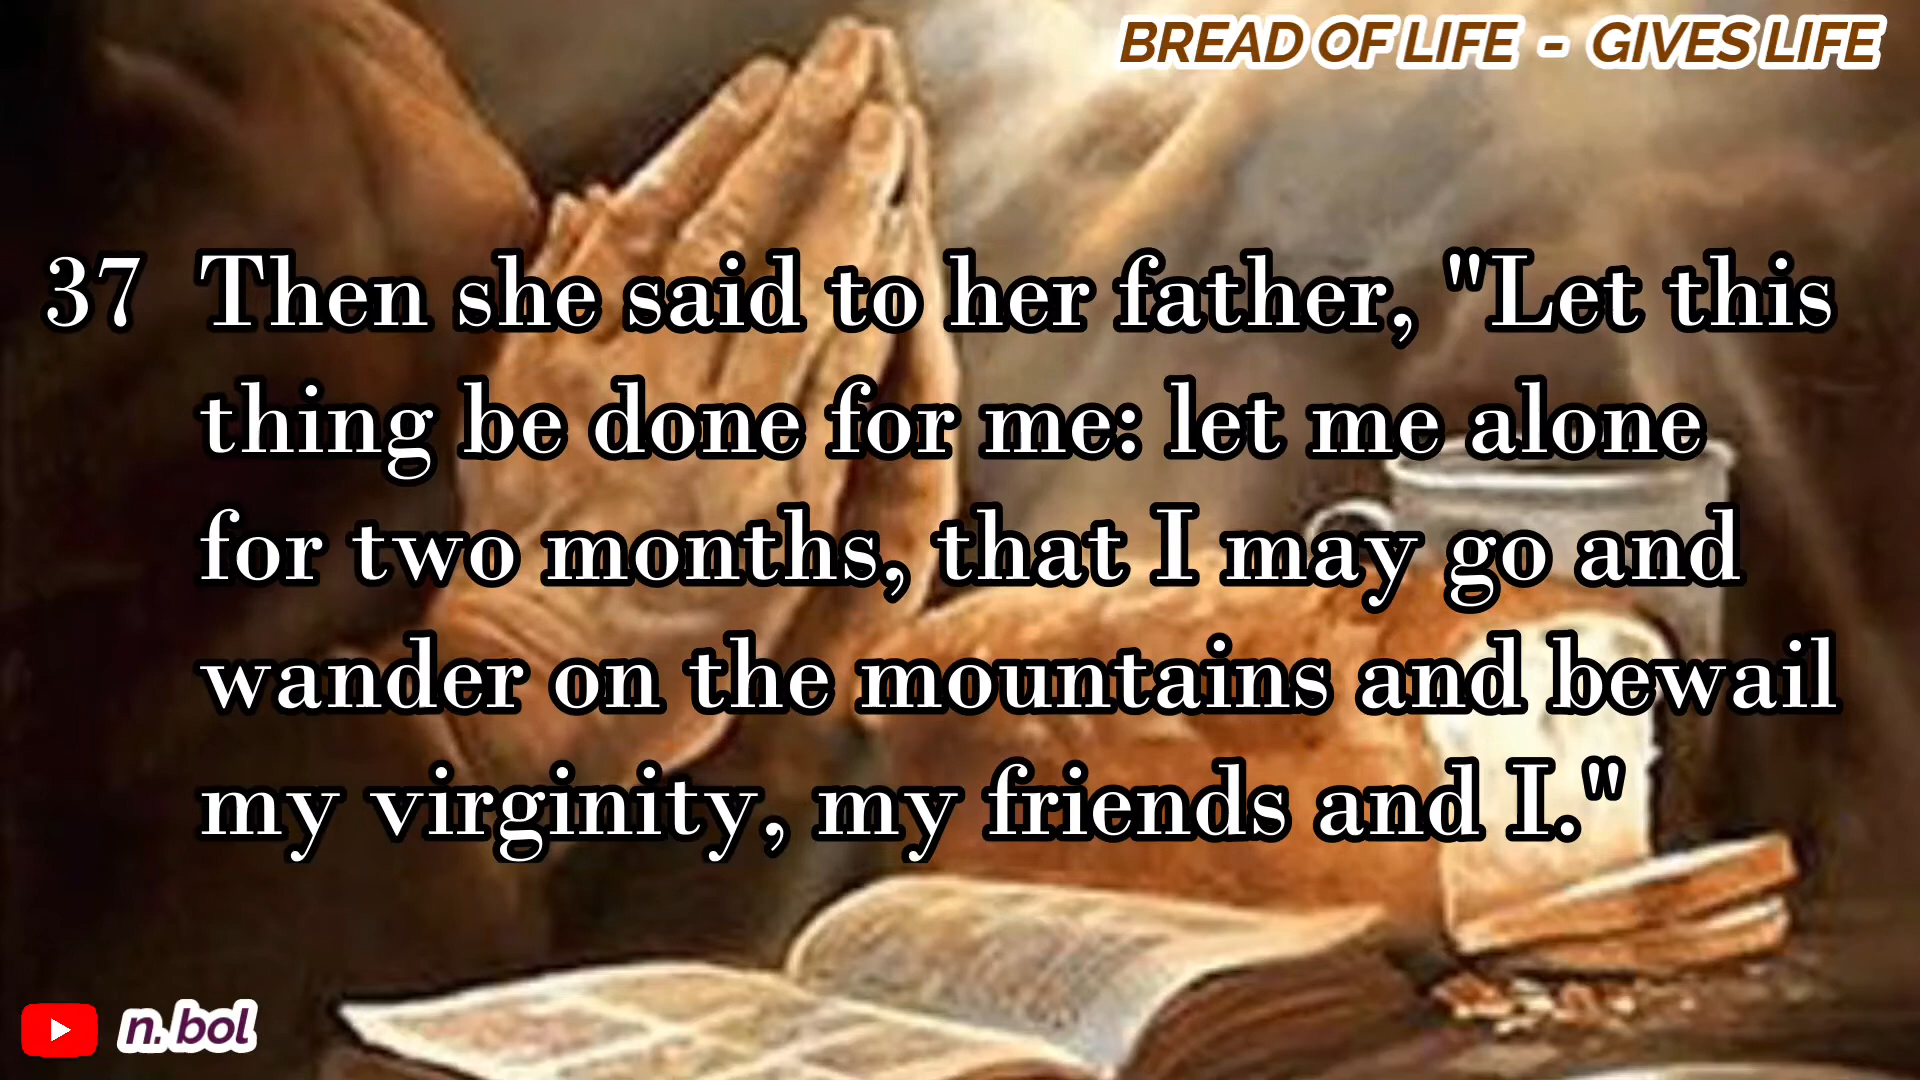 BREAD OF LIFE - GIVES LIFE
37 Then she said to her father, "Let this
thing be done for me: let me alone
for two months, that I may go and
wander on the mountains and bewail
my virginity, my friends and I."
n. bol